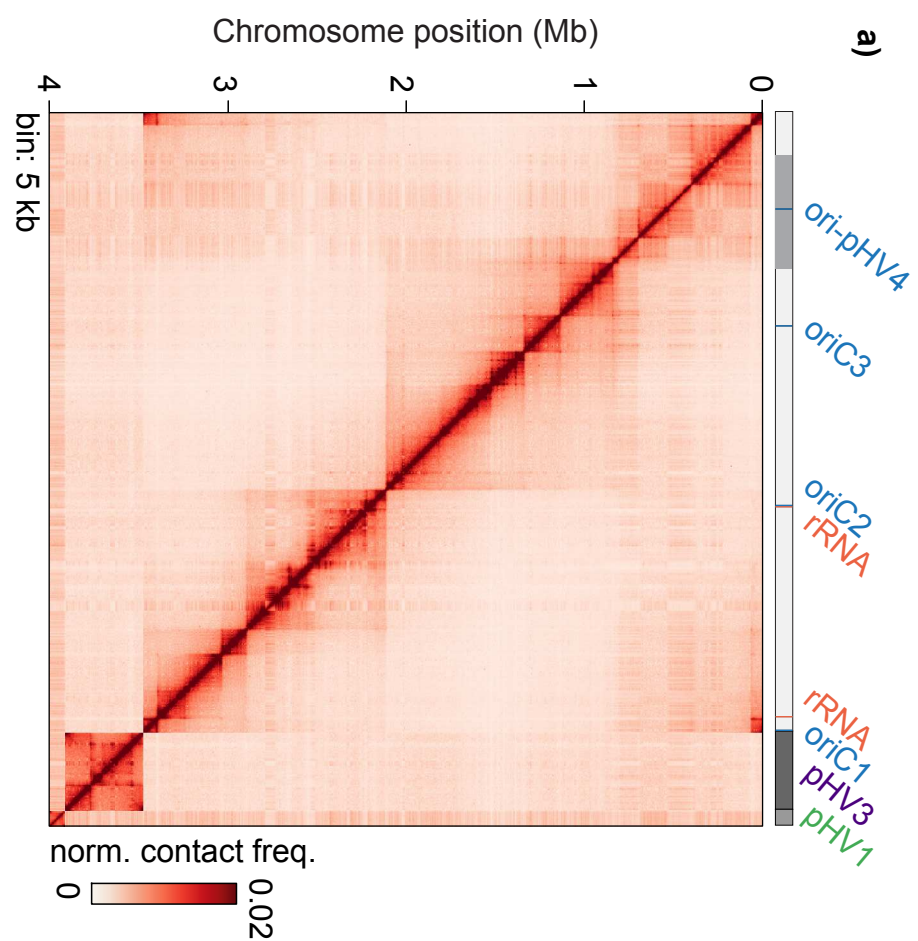 Chromosome position (Mb)
a)
4
3
2
1
0
bin: 5 kb
ori-pHV4
oriC3
oriC2
rRNA
rRNA
oriC1
pHV3
pHV1
norm. contact freq.
0
0.02